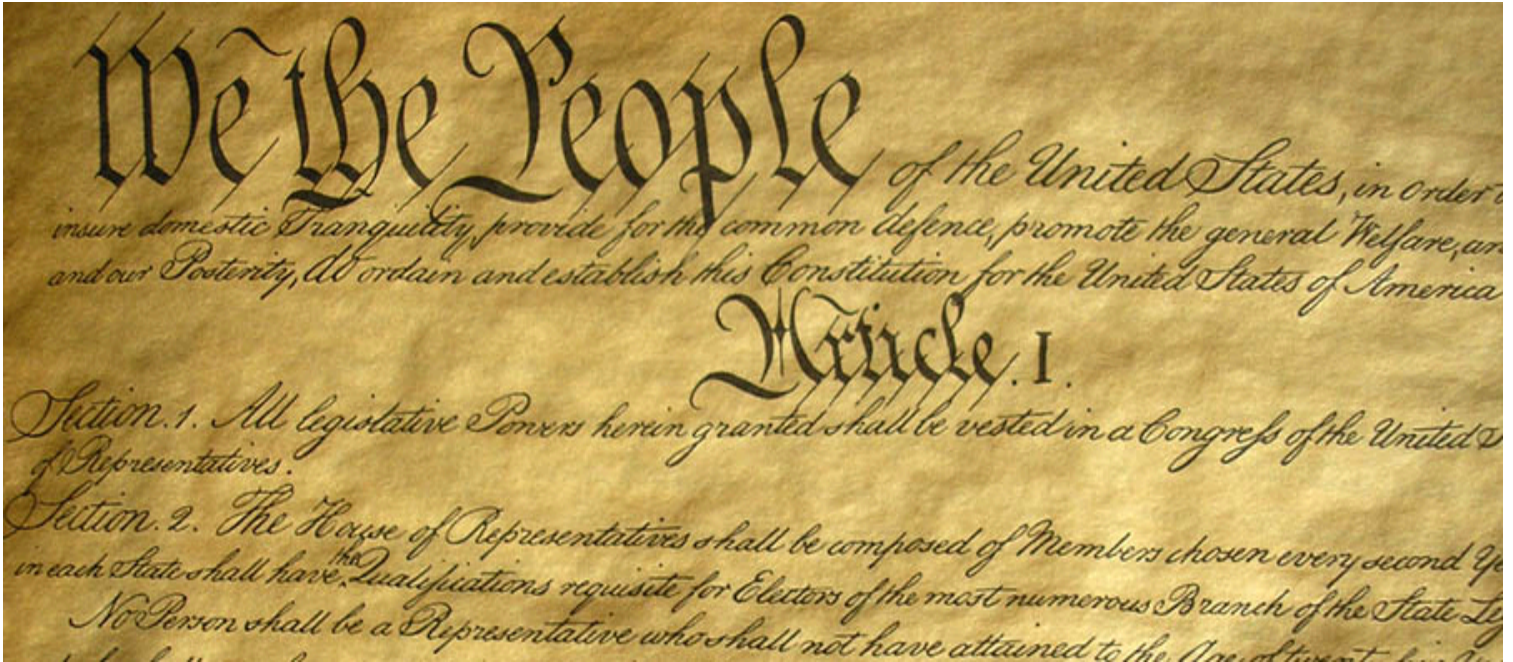 We the People of the United States, in order
insure domestic Tranquility, provide for the common defence, promote the general Welfare, an
and our Posterity, do ordain and establish this Constitution for the United States of America
Article. I.
Section. 1. All legislative Powers herein granted shall be vested in a Congreſs of the United
of Representatives.
Section. 2. The House of Representatives shall be composed of Members chosen every second Ye
in each State shall have the Qualifications requisite for Electors of the most numerous Branch of the State Leg
No Person shall be a Representative who shall not have attained to the Age of twent